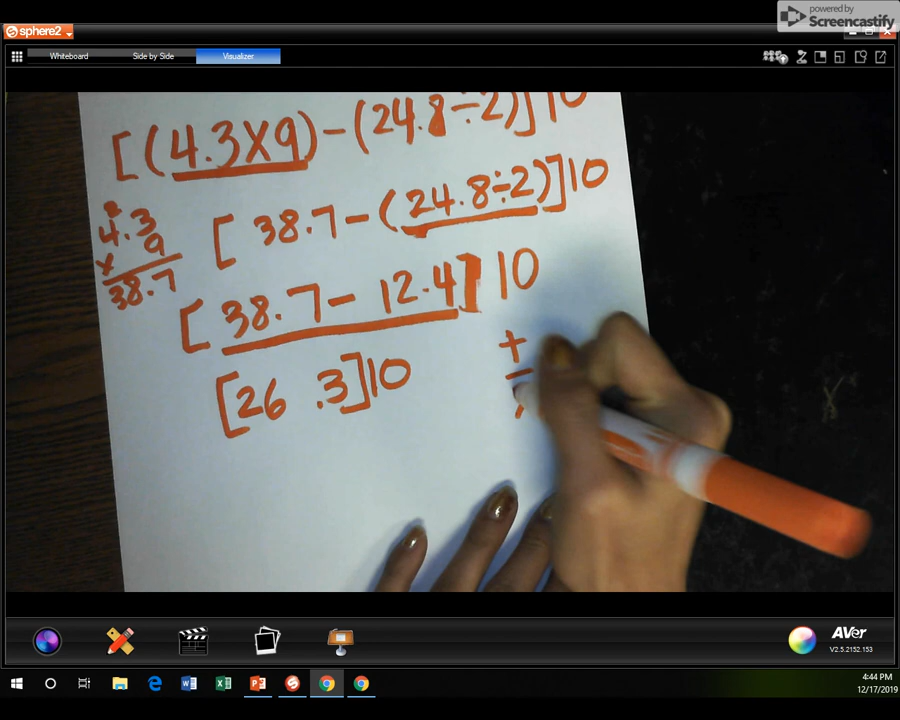 powered by
Screencastify
sphere2
Whiteboard Side by Side Visualizer
[(4.3×9)-(24.8÷2)]10
[38.7-(24.8÷2)]10
4.3
× 9
38.7
[38.7-12.4]10
[26.3]10
+
-
AVer
V2.5.2152.153
4:44 PM
12/17/2019